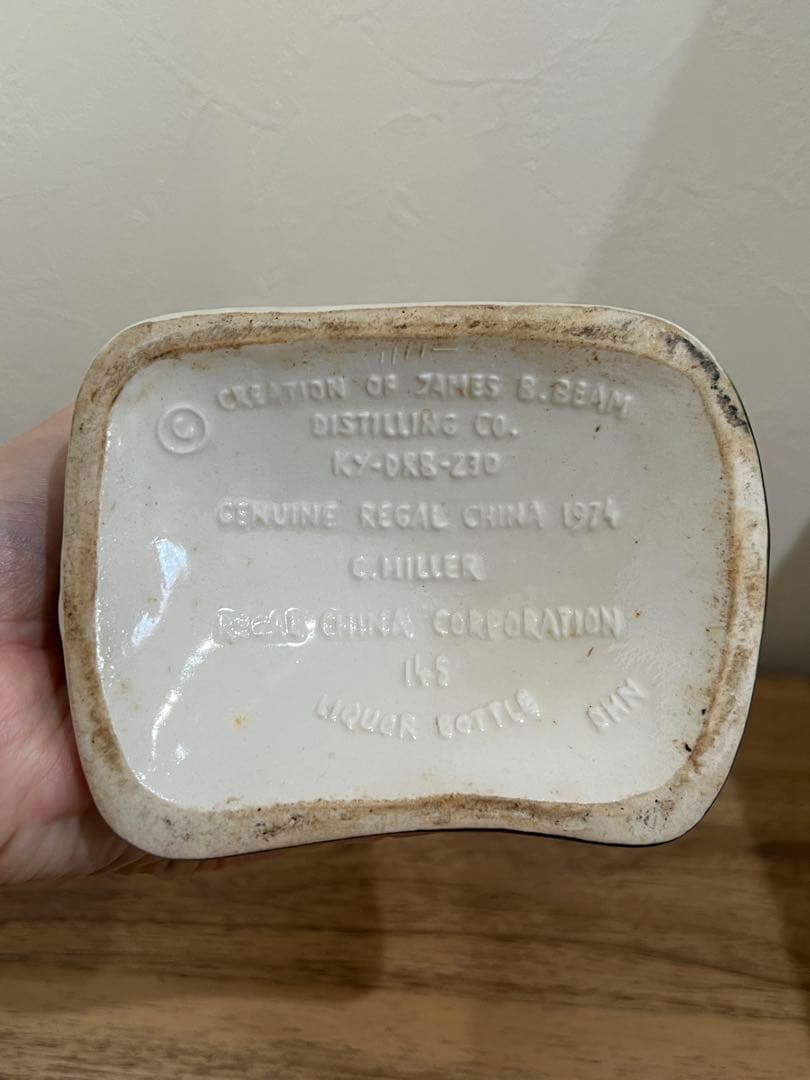 © CREATION OF JAMES B. BEAM
DISTILLING CO.
KY-DRB-230
GENUINE REGAL CHINA 1974
C. MILLER
REGAL CHINA CORPORATION
165
LIQUOR BOTTLE